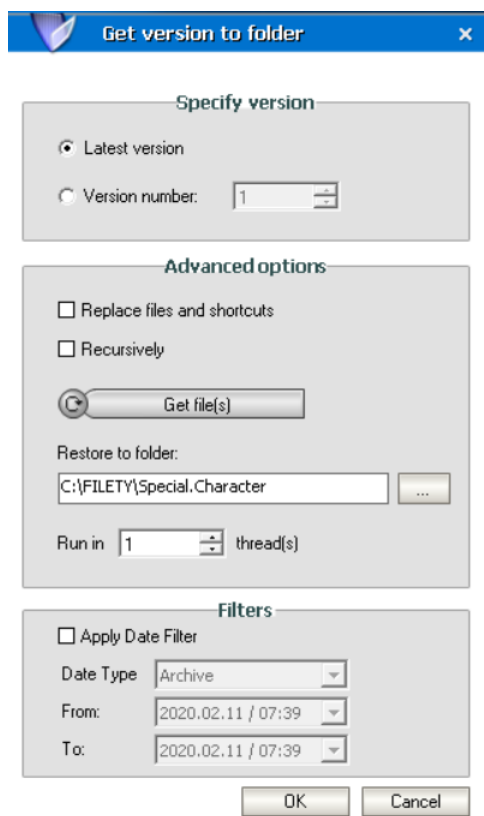 Get version to folder
Specify version
Latest version
Version number: 1
Advanced options
Replace files and shortcuts
Recursively
Get file(s)
Restore to folder:
C:\FILETY\Special.Character
...
Run in 1 thread(s)
Filters
Apply Date Filter
Date Type Archive
From: 2020.02.11 / 07:39
To: 2020.02.11 / 07:39
OK Cancel